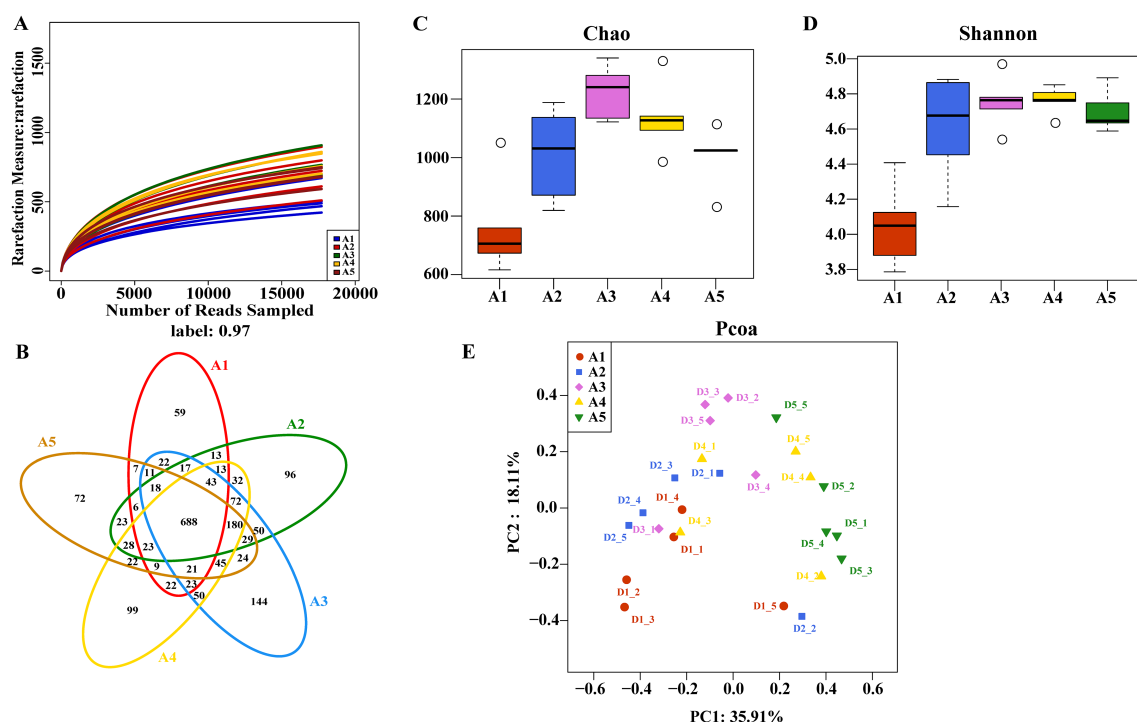 A
Rarefaction Measure:rarefaction
1500
1000
500
0
0 5000 10000 15000 20000
Number of Reads Sampled
label: 0.97
A1
A2
A3
A4
A5
C
Chao
1200
1000
800
600
A1 A2 A3 A4 A5
D
Shannon
5.0
4.8
4.6
4.4
4.2
4.0
3.8
A1 A2 A3 A4 A5
B
A1
A2
A3
A4
A5
59
96
144
99
72
13
22
17
13
7
11
18
43
32
72
6
23
688
180
50
29
28
23
24
22
9
21
45
22
23
50
E
Pcoa
A1
A2
A3
A4
A5
PC2 : 18.11%
0.4
0.2
0.0
−0.2
−0.4
D3_3
D3_2
D3_5
D5_5
D4_1
D4_5
D2_3
D2_1
D3_4
D4_4
D5_2
D1_4
D2_4
D4_3
D3_1
D2_5
D1_1
D5_1
D5_4
D5_3
D4_2
D1_2
D1_3
D1_5
D2_2
−0.6 −0.4 −0.2 0.0 0.2 0.4 0.6
PC1: 35.91%